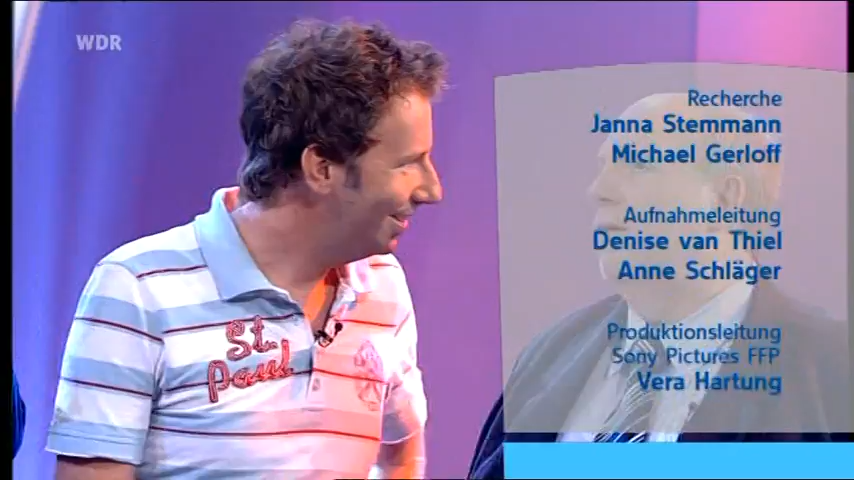 WDR
St.
Paul
Recherche
Janna Stemmann
Michael Gerloff
Aufnahmeleitung
Denise van Thiel
Anne Schläger
Produktionsleitung
Sony Pictures FFP
Vera Hartung